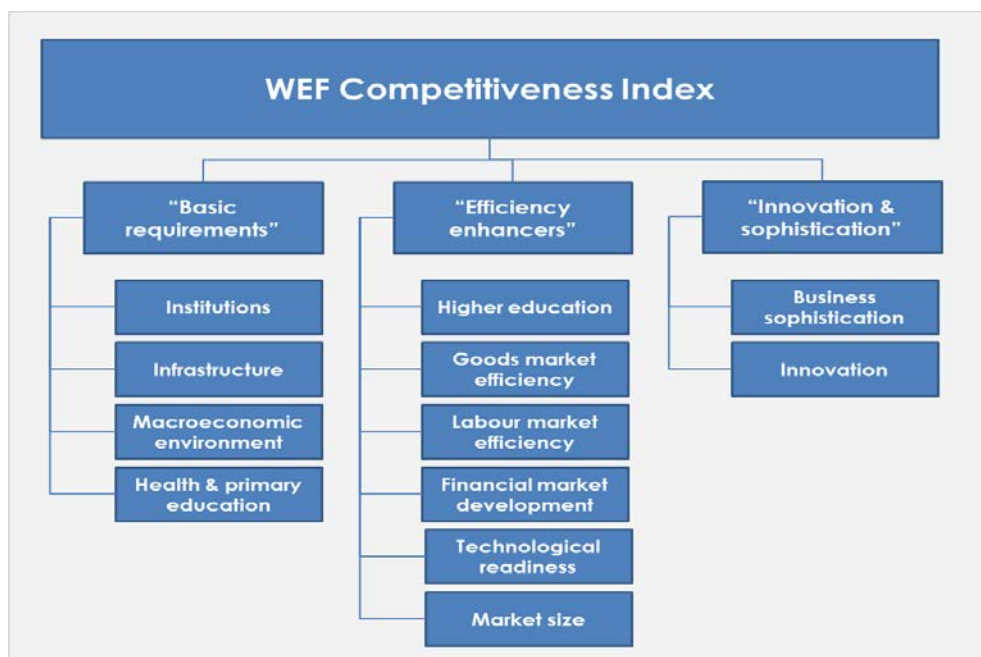 WEF Competitiveness Index
“Basic
requirements”
Institutions
Infrastructure
Macroeconomic
environment
Health & primary
education
“Efficiency
enhancers”
Higher education
Goods market
efficiency
Labour market
efficiency
Financial market
development
Technological
readiness
Market size
“Innovation &
sophistication”
Business
sophistication
Innovation